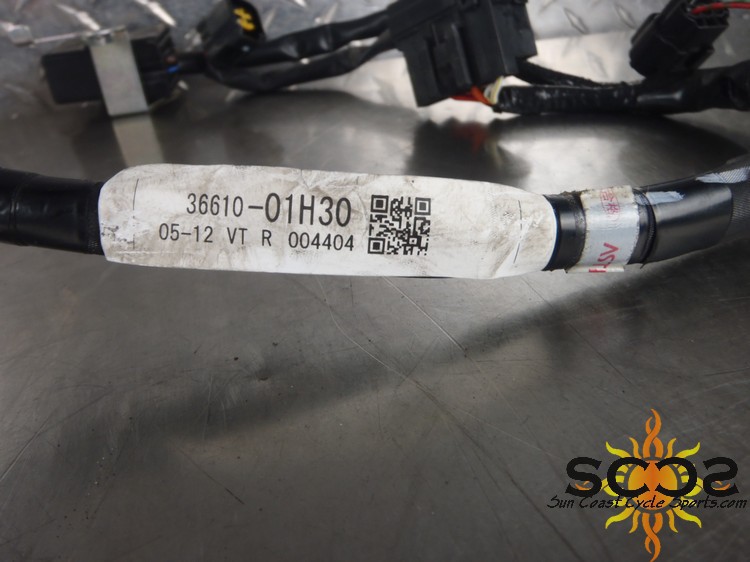 36610-01H30
05-12 VT R 004404
SCCS
Sun Coast Cycle Sports.com